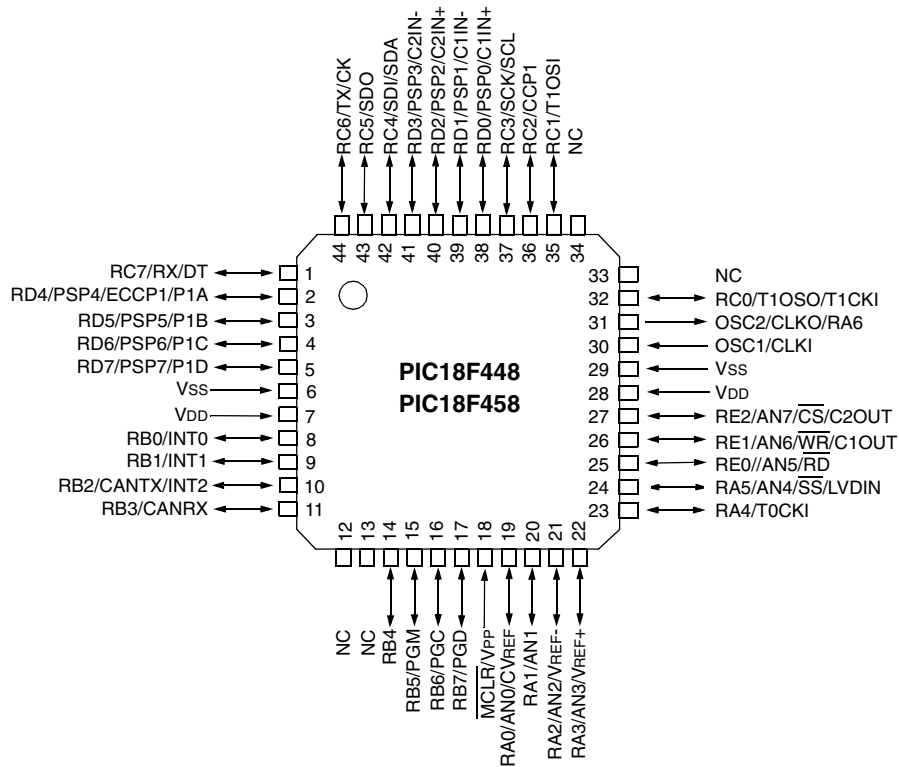 RC6/TX/CK
RC5/SDO
RC4/SDI/SDA
RD3/PSP3/C2IN-
RD2/PSP2/C2IN+
RD1/PSP1/C1IN-
RD0/PSP0/C1IN+
RC3/SCK/SCL
RC2/CCP1
RC1/T1OSI
NC
44
43
42
41
40
39
38
37
36
35
34
RC7/RX/DT 1
RD4/PSP4/ECCP1/P1A 2
RD5/PSP5/P1B 3
RD6/PSP6/P1C 4
RD7/PSP7/P1D 5
VSS 6
VDD 7
RB0/INT0 8
RB1/INT1 9
RB2/CANTX/INT2 10
RB3/CANRX 11
PIC18F448
PIC18F458
33 NC
32 RC0/T1OSO/T1CKI
31 OSC2/CLKO/RA6
30 OSC1/CLKI
29 VSS
28 VDD
27 RE2/AN7/CS/C2OUT
26 RE1/AN6/WR/C1OUT
25 RE0//AN5/RD
24 RA5/AN4/SS/LVDIN
23 RA4/T0CKI
12
13
14
15
16
17
18
19
20
21
22
NC
NC
RB4
RB5/PGM
RB6/PGC
RB7/PGD
MCLR/VPP
RA0/AN0/CVREF
RA1/AN1
RA2/AN2/VREF-
RA3/AN3/VREF+